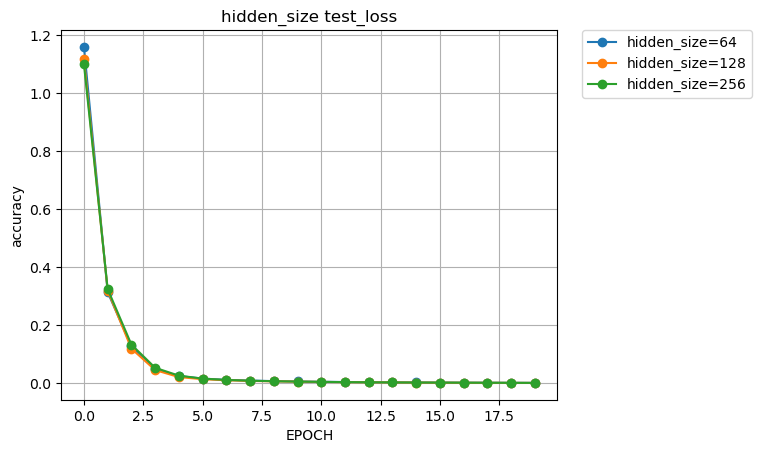 hidden_size test_loss
1.2
1.0
0.8
0.6
0.4
0.2
0.0
accuracy
0.0 2.5 5.0 7.5 10.0 12.5 15.0 17.5
EPOCH
hidden_size=64
hidden_size=128
hidden_size=256